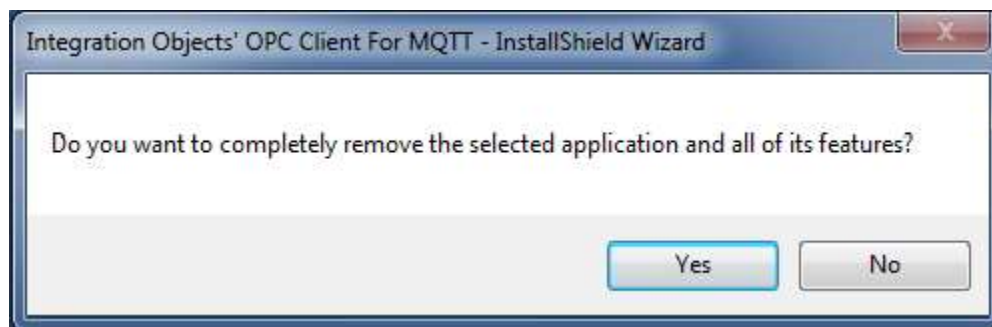 Integration Objects' OPC Client For MQTT - InstallShield Wizard
Do you want to completely remove the selected application and all of its features?
Yes No